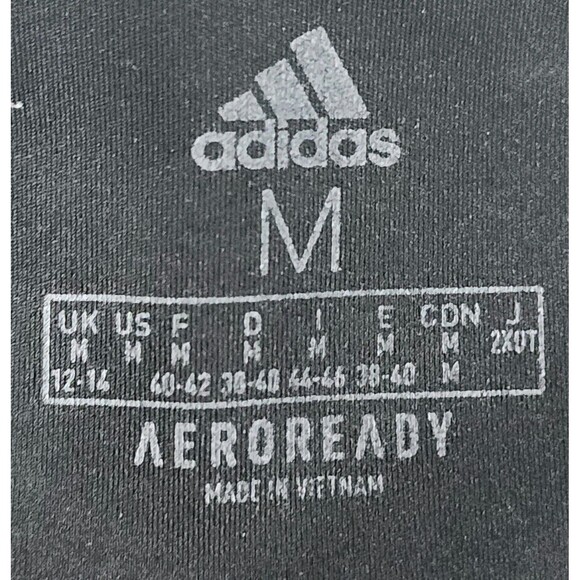 adidas
M
UK US F D I E CDN J
M M M M M M M 2XOT
12-14 40-42 38-40 44-46 38-40 M
AEROREADY
MADE IN VIETNAM